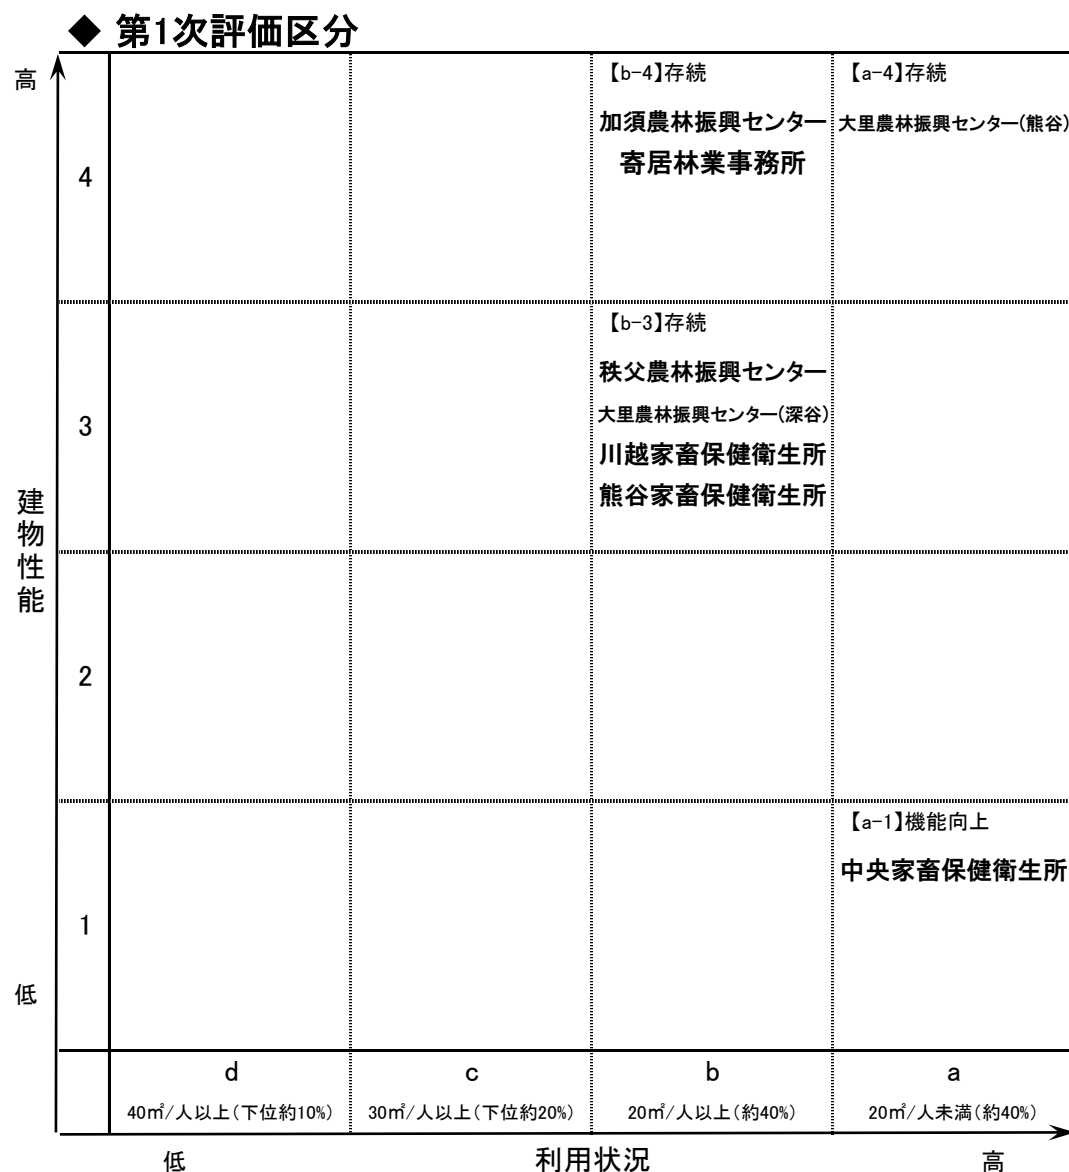 ◆ 第1次評価区分
高
【b-4】存続
【a-4】存続
加須農林振興センター
大里農林振興センター(熊谷)
寄居林業事務所
4
【b-3】存続
秩父農林振興センター
大里農林振興センター(深谷)
川越家畜保健衛生所
熊谷家畜保健衛生所
3
建物性能
2
【a-1】機能向上
中央家畜保健衛生所
1
低
d
c
b
a
40㎡/人以上(下位約10%)
30㎡/人以上(下位約20%)
20㎡/人以上(約40%)
20㎡/人未満(約40%)
低
利用状況
高